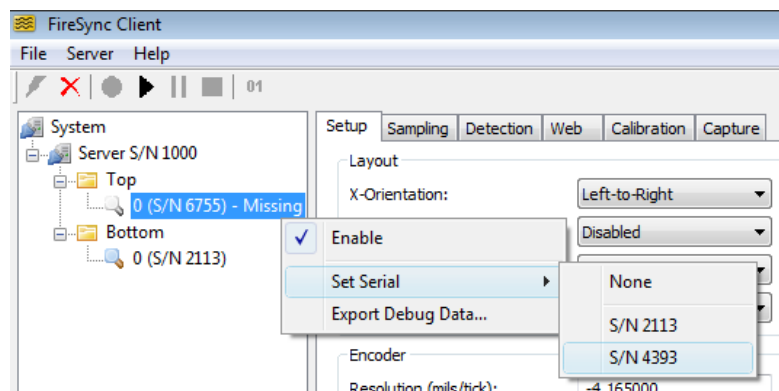 FireSync Client
File Server Help
01
System
Server S/N 1000
Top
0 (S/N 6755) - Missing
Bottom
0 (S/N 2113)
Setup Sampling Detection Web Calibration Capture
Layout
X-Orientation: Left-to-Right
Disabled
Enable
Set Serial
Export Debug Data...
None
S/N 2113
S/N 4393
Encoder
Resolution (mils/tick): -4.165000